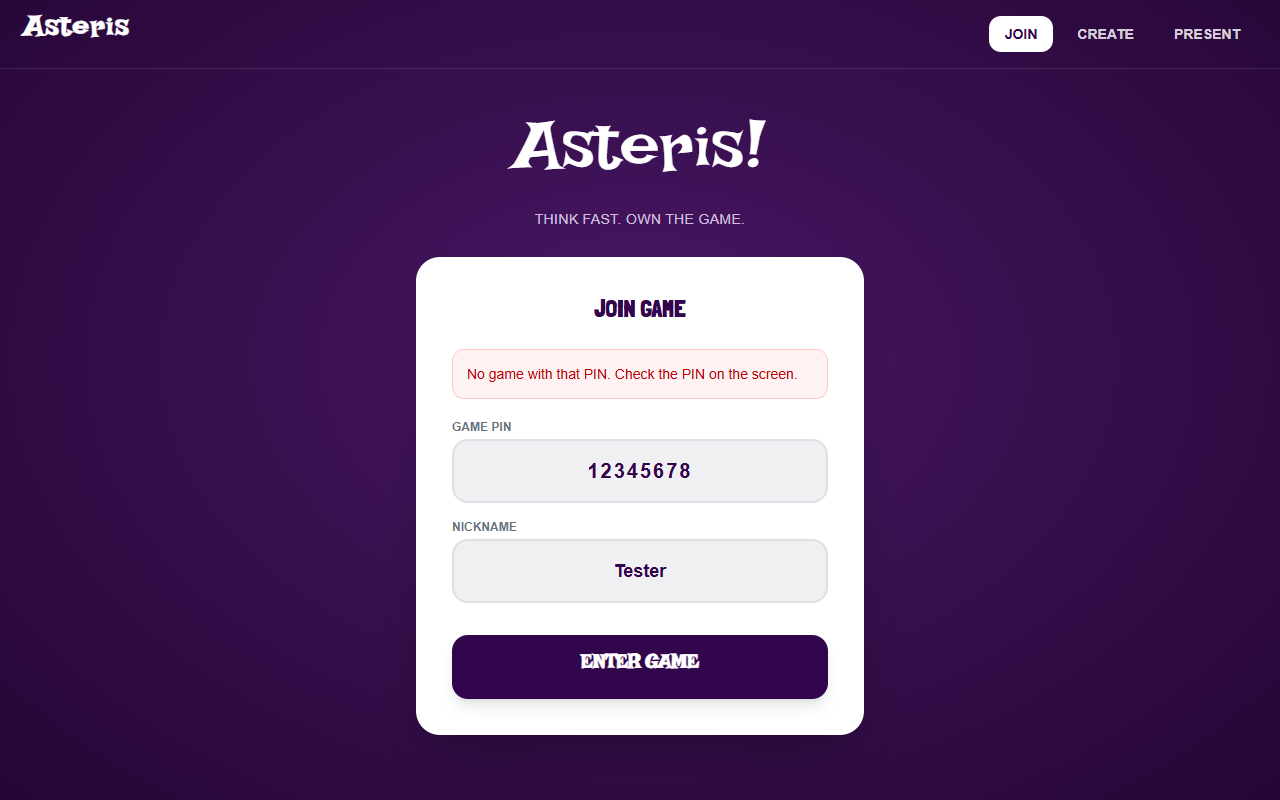 Asteris
JOIN
CREATE
PRESENT
Asteris!
THINK FAST. OWN THE GAME.
JOIN GAME
No game with that PIN. Check the PIN on the screen.
GAME PIN
12345678
NICKNAME
Tester
ENTER GAME